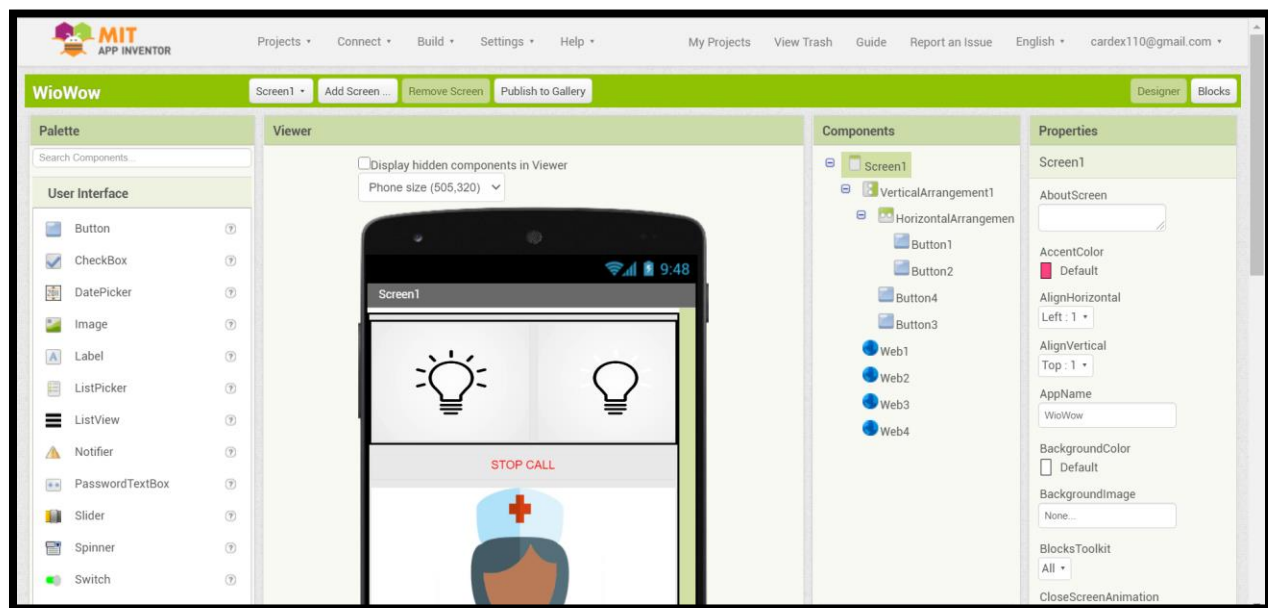 MIT
APP INVENTOR
Projects Connect Build Settings Help My Projects View Trash Guide Report an Issue English cardex110@gmail.com
WioWow Screen1 Add Screen ... Remove Screen Publish to Gallery Designer Blocks
Palette
Search Components...
User Interface
Button
CheckBox
DatePicker
Image
Label
ListPicker
ListView
Notifier
PasswordTextBox
Slider
Spinner
Switch
Viewer
Display hidden components in Viewer
Phone size (505,320)
9:48
Screen1
STOP CALL
Components
Screen1
VerticalArrangement1
HorizontalArrangemen
Button1
Button2
Button4
Button3
Web1
Web2
Web3
Web4
Properties
Screen1
AboutScreen
AccentColor
Default
AlignHorizontal
Left : 1
AlignVertical
Top : 1
AppName
WioWow
BackgroundColor
Default
BackgroundImage
None...
BlocksToolkit
All
CloseScreenAnimation